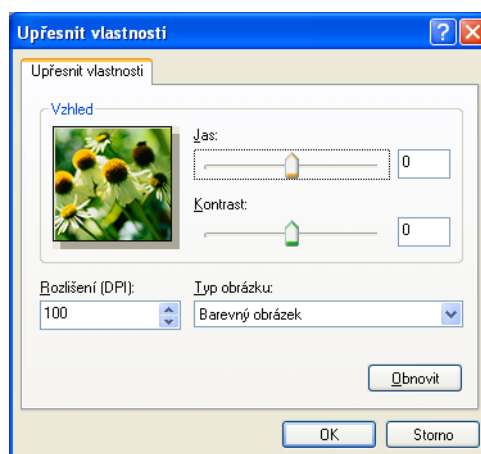 Upřesnit vlastnosti
Upřesnit vlastnosti
Vzhled
Jas:
0
Kontrast:
0
Rozlišení (DPI):
Typ obrázku:
100
Barevný obrázek
Obnovit
OK
Storno